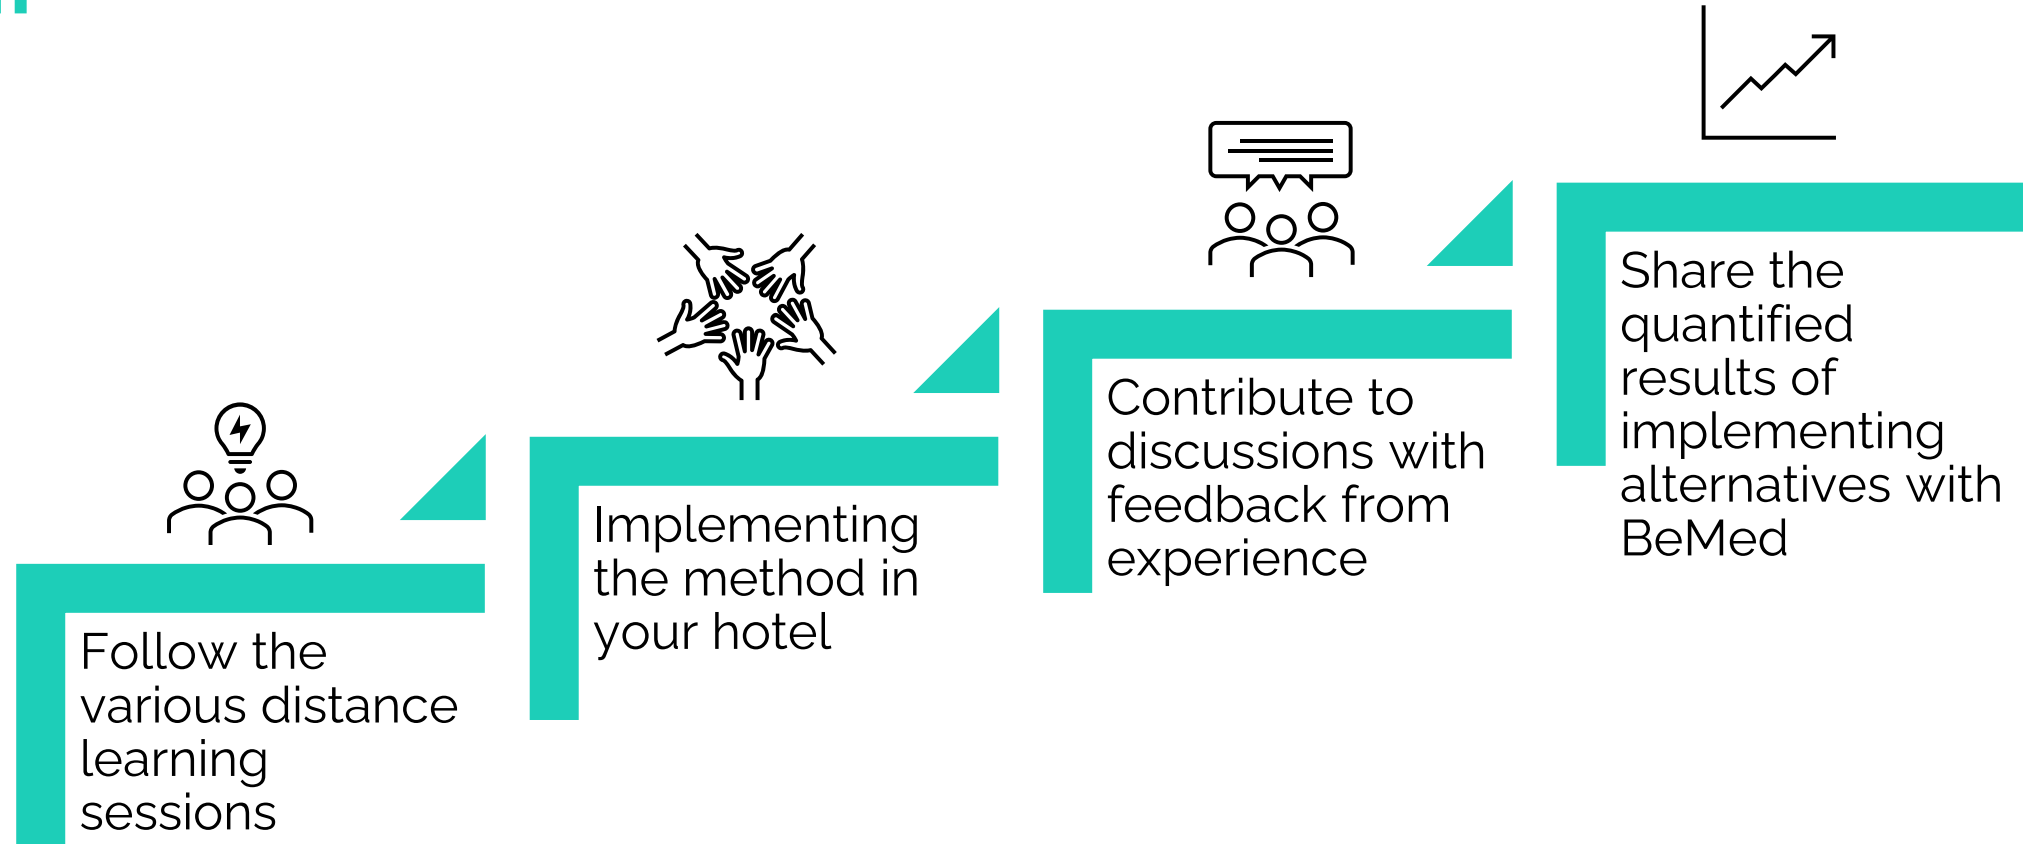 Follow the
various distance
learning
sessions
Implementing
the method in
your hotel
Contribute to
discussions with
feedback from
experience
Share the
quantified
results of
implementing
alternatives with
BeMed